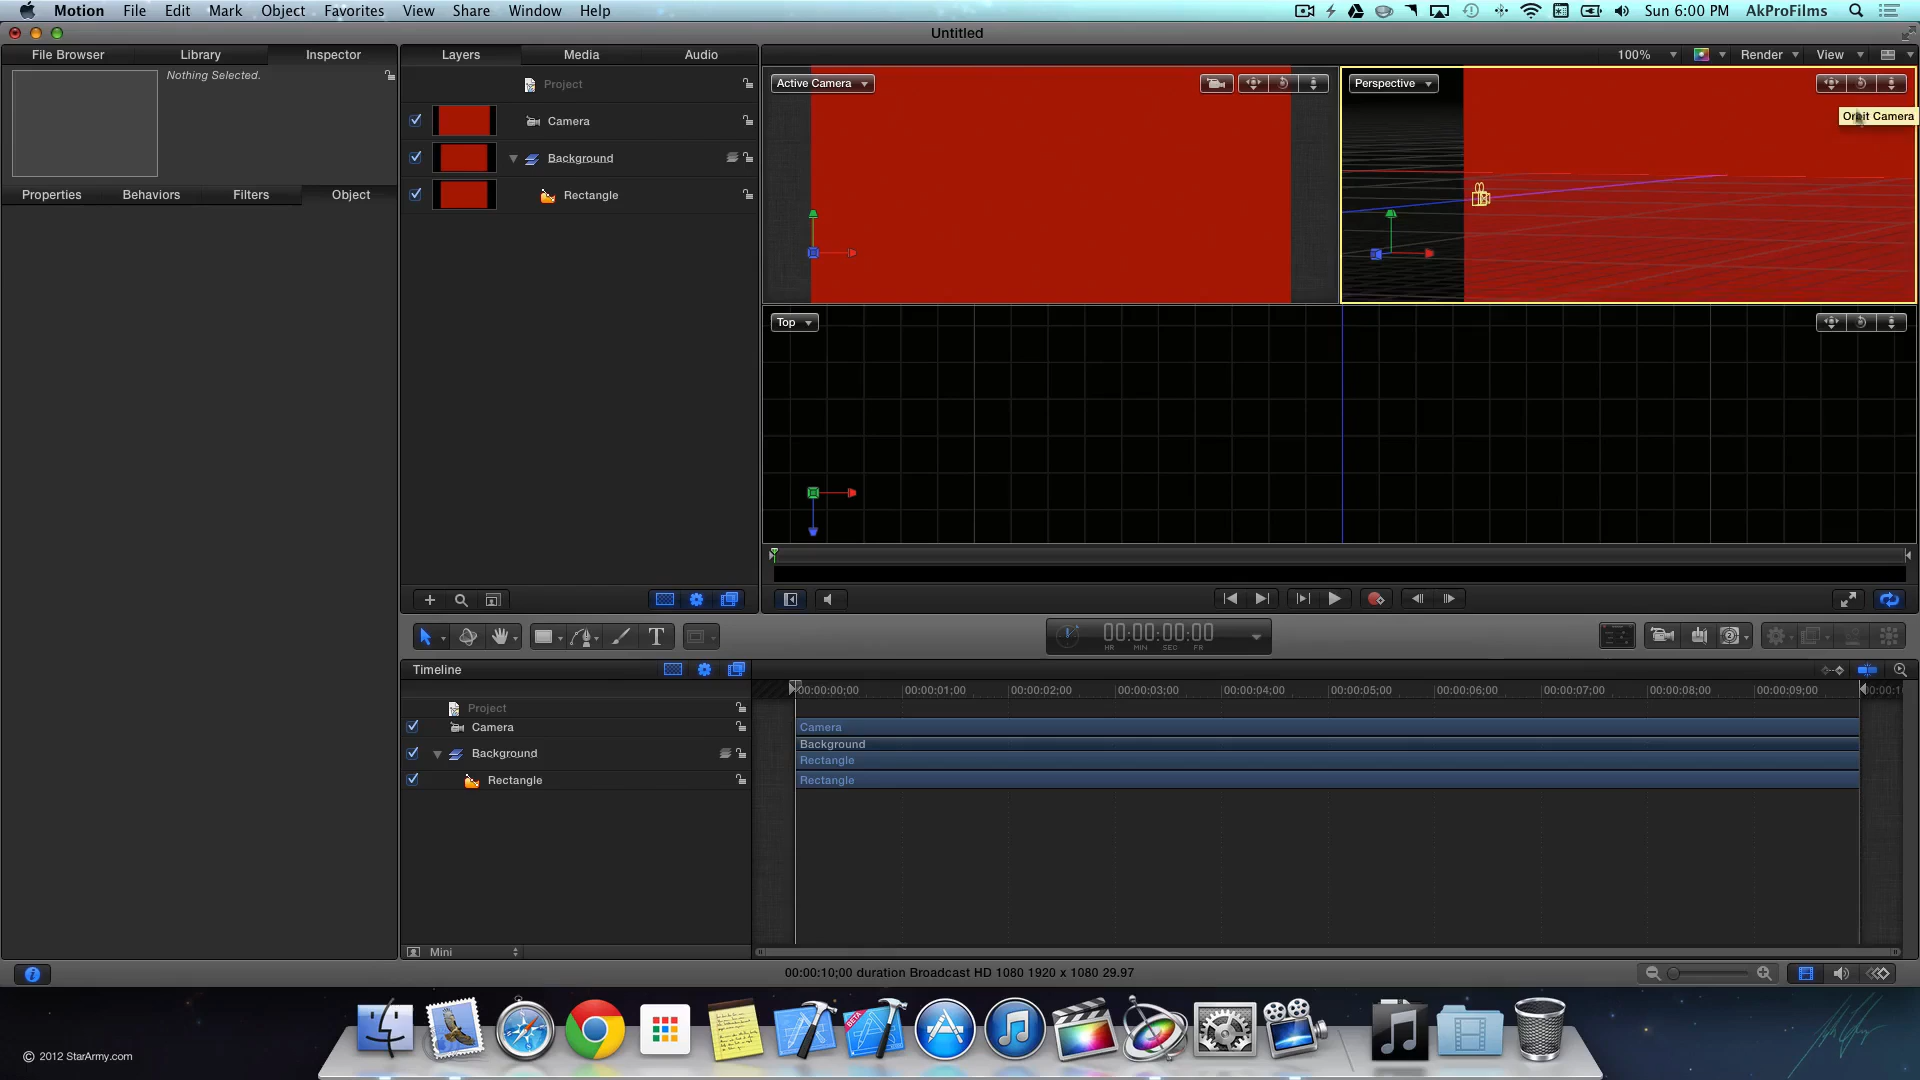 Motion File Edit Mark Object Favorites View Share Window Help Sun 6:00 PM AkProFilms
Untitled
File Browser Library Inspector Layers Media Audio 100% Render View
Nothing Selected.
Project
Active Camera
Perspective
Orbit Camera
Camera
Background
Properties Behaviors Filters Object
Rectangle
Top
00:00:00:00
HR MIN SEC FR
Timeline
00:00:00;00 00:00:01;00 00:00:02;00 00:00:03;00 00:00:04;00 00:00:05;00 00:00:06;00 00:00:07;00 00:00:08;00 00:00:09;00
Project
Camera Camera
Background Background
Rectangle
Rectangle Rectangle
Mini
00:00:10;00 duration Broadcast HD 1080 1920 x 1080 29.97
BETA
© 2012 StarArmy.com